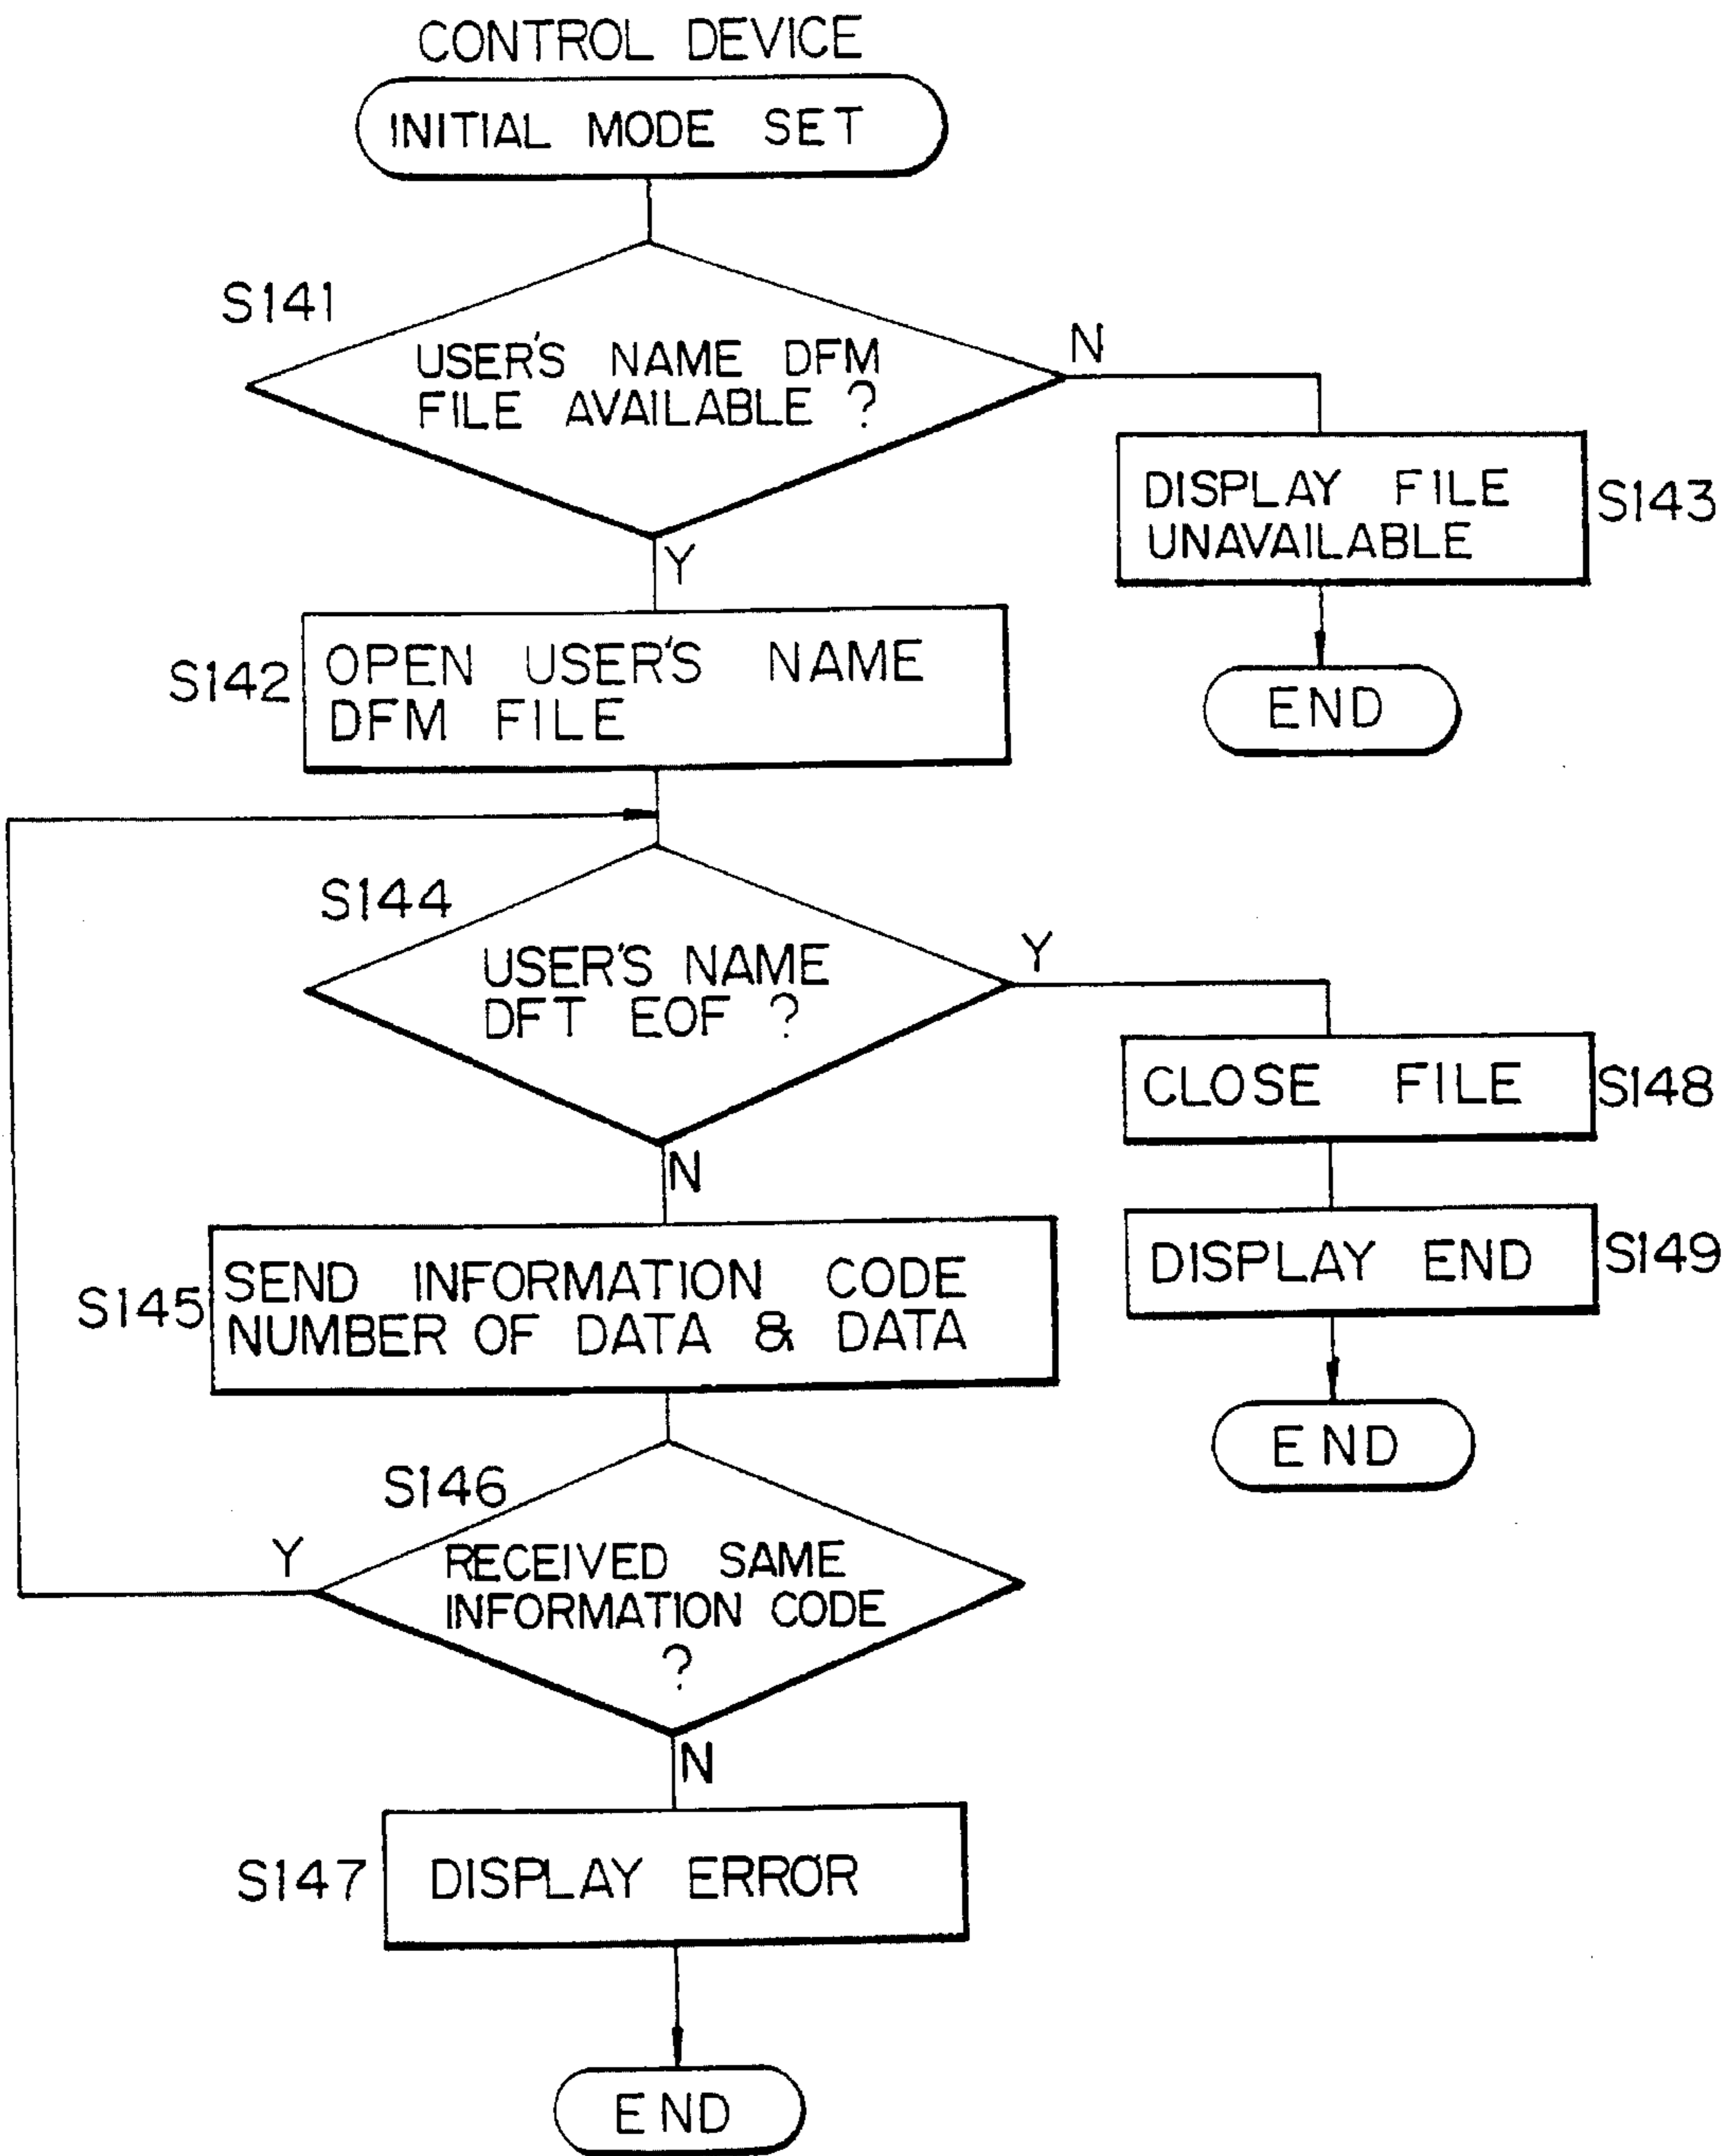 CONTROL DEVICE
INITIAL MODE SET
S141
USER'S NAME DFM
FILE AVAILABLE ?
N
DISPLAY FILE
UNAVAILABLE
S143
END
Y
S142
OPEN USER'S NAME
DFM FILE
S144
USER'S NAME
DFT EOF ?
Y
CLOSE FILE
S148
DISPLAY END
S149
END
N
S145
SEND INFORMATION CODE
NUMBER OF DATA & DATA
S146
Y
RECEIVED SAME
INFORMATION CODE
?
N
S147
DISPLAY ERROR
END